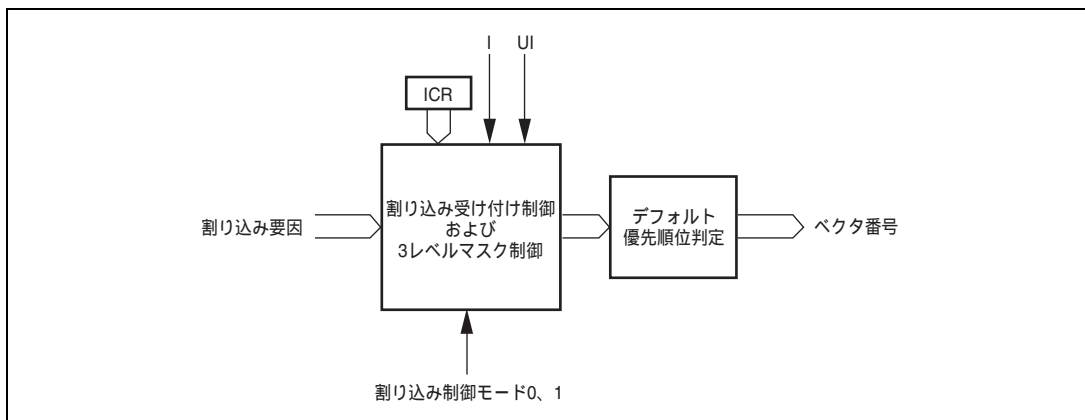 I
UI
ICR
割り込み要因
割り込み受け付け制御
および
3レベルマスク制御
デフォルト
優先順位判定
ベクタ番号
割り込み制御モード0、1